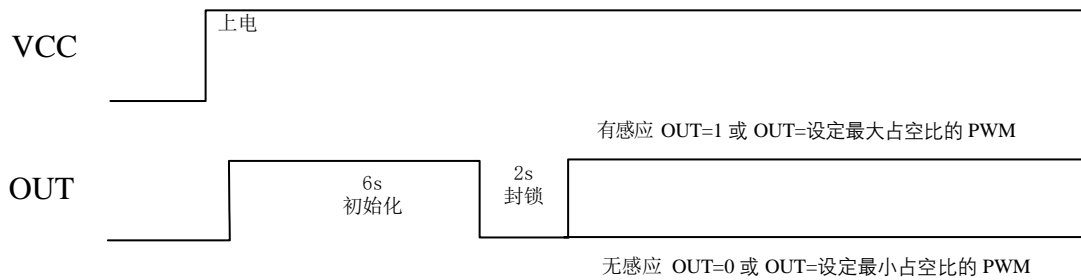 上电
VCC
有感应 OUT=1 或 OUT=设定最大占空比的 PWM
OUT
6s
初始化
2s
封锁
无感应 OUT=0 或 OUT=设定最小占空比的 PWM